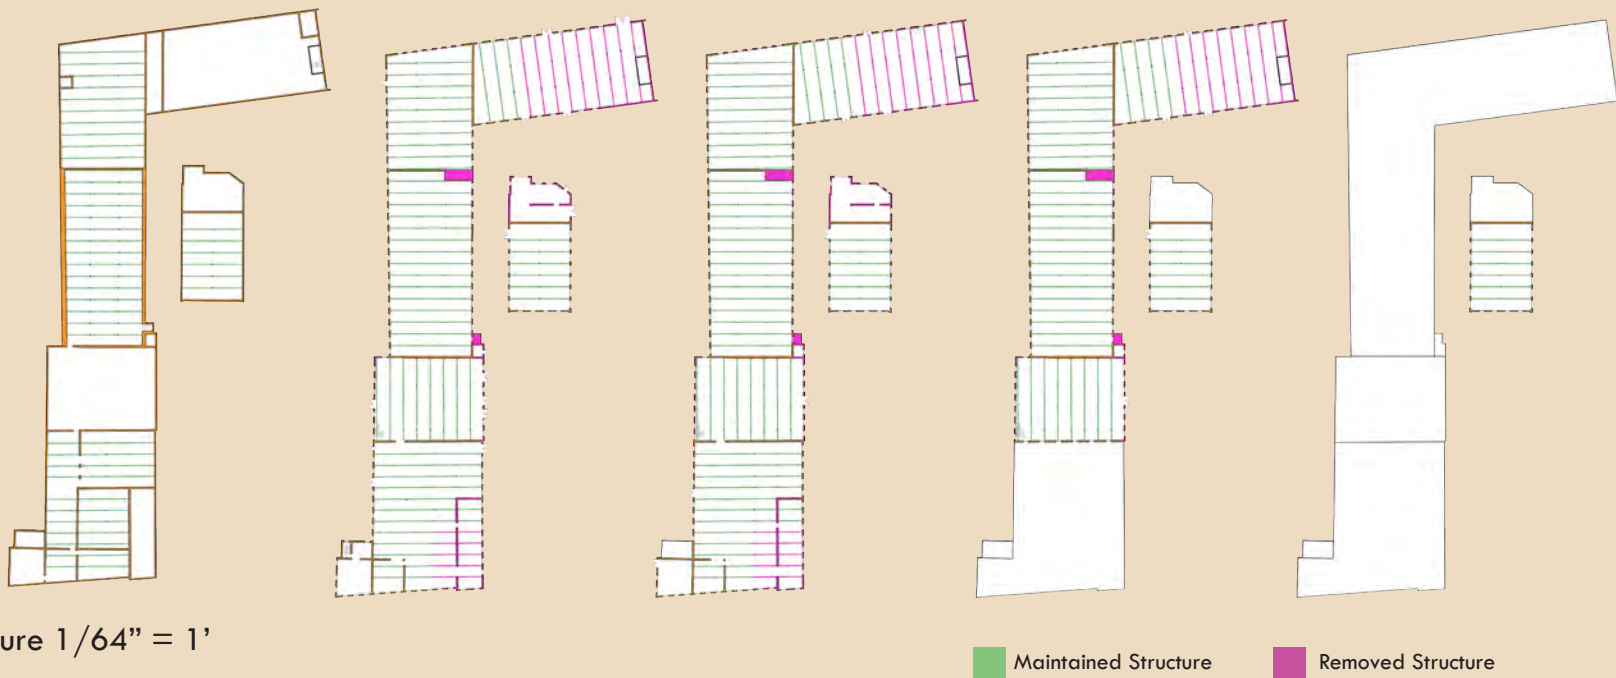 ure 1/64” = 1’
Maintained Structure
Removed Structure